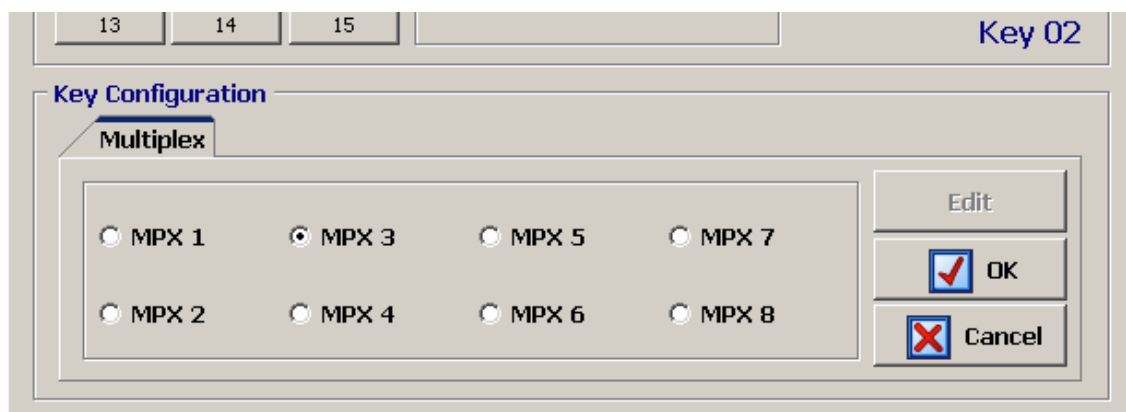 13 14 15
Key 02
Key Configuration
Multiplex
MPX 1 MPX 3 MPX 5 MPX 7
MPX 2 MPX 4 MPX 6 MPX 8
Edit
OK
Cancel